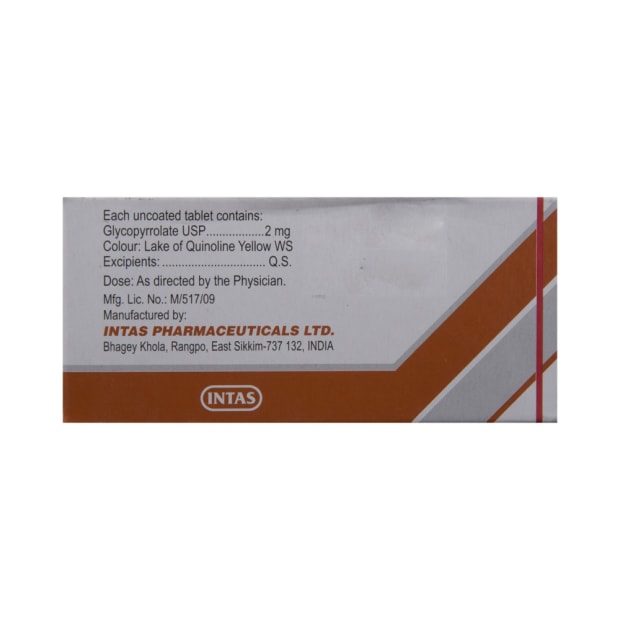 Each uncoated tablet contains:
Glycopyrrolate USP..................2 mg
Colour: Lake of Quinoline Yellow WS
Excipients: ................................ Q.S.
Dose: As directed by the Physician.
Mfg. Lic. No.: M/517/09
Manufactured by:
INTAS PHARMACEUTICALS LTD.
Bhagey Khola, Rangpo, East Sikkim-737 132, INDIA
INTAS